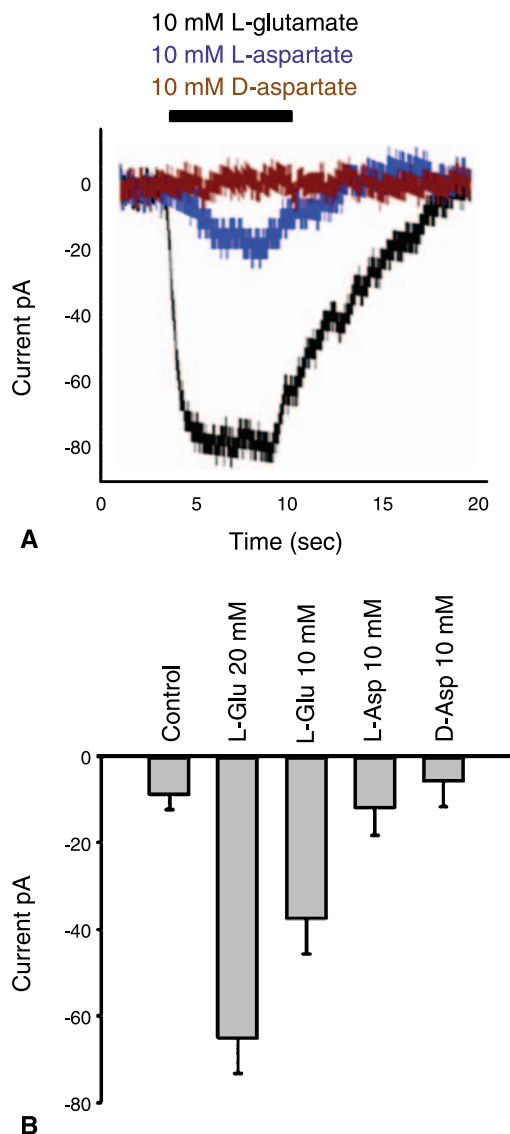 10 mM L-glutamate
10 mM L-aspartate
10 mM D-aspartate
0
-20
-40
-60
-80
Current pA
0 5 10 15 20
Time (sec)
A
Control
L-Glu 20 mM
L-Glu 10 mM
L-Asp 10 mM
D-Asp 10 mM
0
-20
-40
-60
-80
Current pA
B